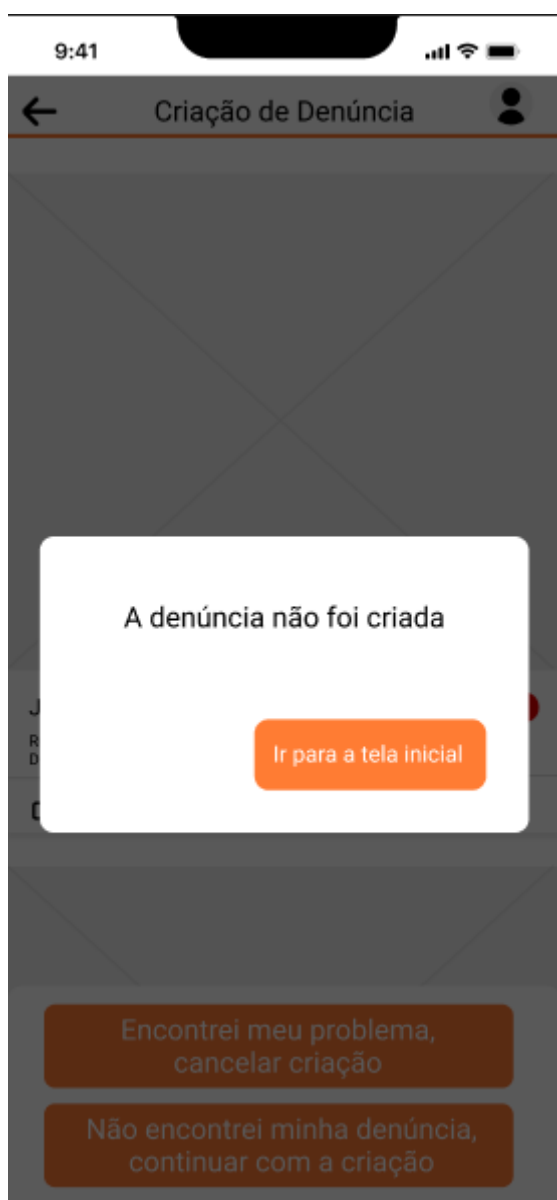 9:41
Criação de Denúncia
A denúncia não foi criada
Ir para a tela inicial
Encontrei meu problema,
cancelar criação
Não encontrei minha denúncia,
continuar com a criação